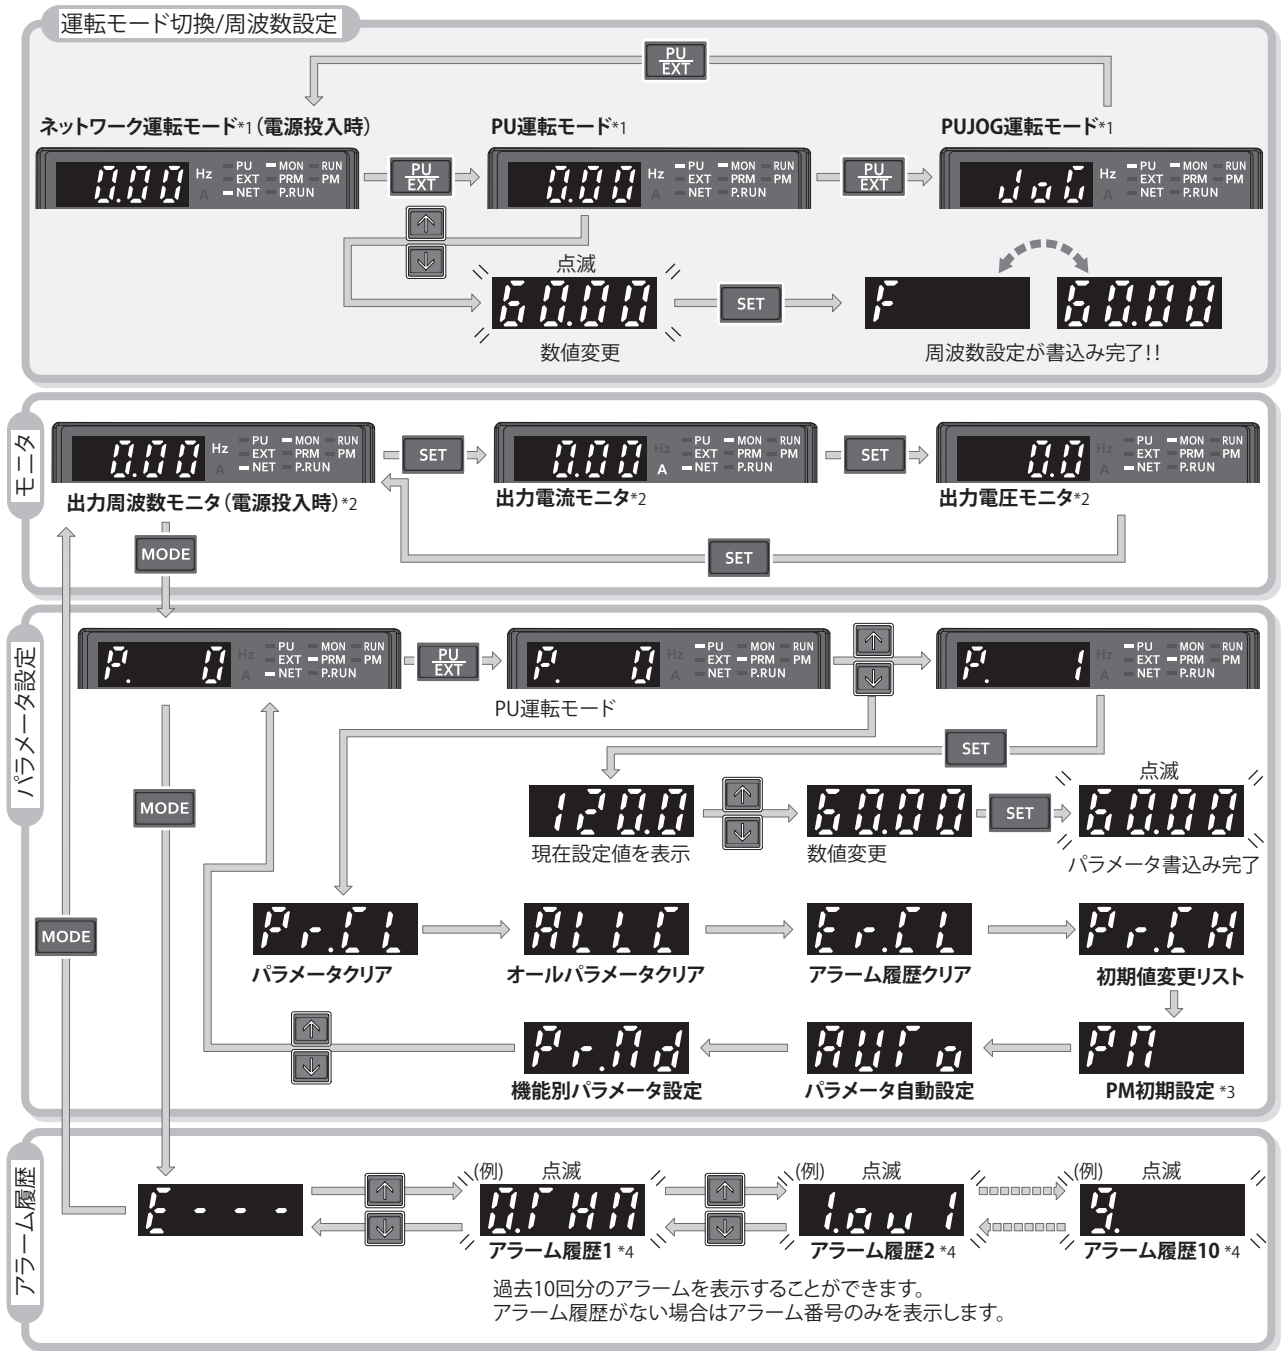 運転モード切換/周波数設定
PU
EXT
ネットワーク運転モード*1(電源投入時)
PU運転モード*1
PUJOG運転モード*1
0.00 Hz A PU EXT NET MON PRM P.RUN RUN PM
PU
EXT
0.00 Hz A PU EXT NET MON PRM P.RUN RUN PM
PU
EXT
JOG Hz A PU EXT NET MON PRM P.RUN RUN PM
点滅
60.00
SET
F
60.00
数値変更
周波数設定が書込み完了!!
モニタ
0.00 Hz A PU EXT NET MON PRM P.RUN RUN PM
SET
0.00 Hz A PU EXT NET MON PRM P.RUN RUN PM
SET
0.0 Hz A PU EXT NET MON PRM P.RUN RUN PM
出力周波数モニタ(電源投入時)*2
出力電流モニタ*2
出力電圧モニタ*2
MODE
SET
パラメータ設定
P. 0 Hz A PU EXT NET MON PRM P.RUN RUN PM
PU
EXT
P. 0 Hz A PU EXT NET MON PRM P.RUN RUN PM
P. 1 Hz A PU EXT NET MON PRM P.RUN RUN PM
PU運転モード
SET
点滅
MODE
120.0
60.00
SET
60.00
現在設定値を表示
数値変更
パラメータ書込み完了
MODE
Pr.CL
ALLC
Er.CL
Pr.CH
パラメータクリア
オールパラメータクリア
アラーム履歴クリア
初期値変更リスト
Pr.Md
AUTo
PM
機能別パラメータ設定
パラメータ自動設定
PM初期設定 *3
アラーム履歴
(例) 点滅
(例) 点滅
(例) 点滅
E---
0.THM
1.ov1
9.
アラーム履歴1 *4
アラーム履歴2 *4
アラーム履歴10 *4
過去10回分のアラームを表示することができます。
アラーム履歴がない場合はアラーム番号のみを表示します。